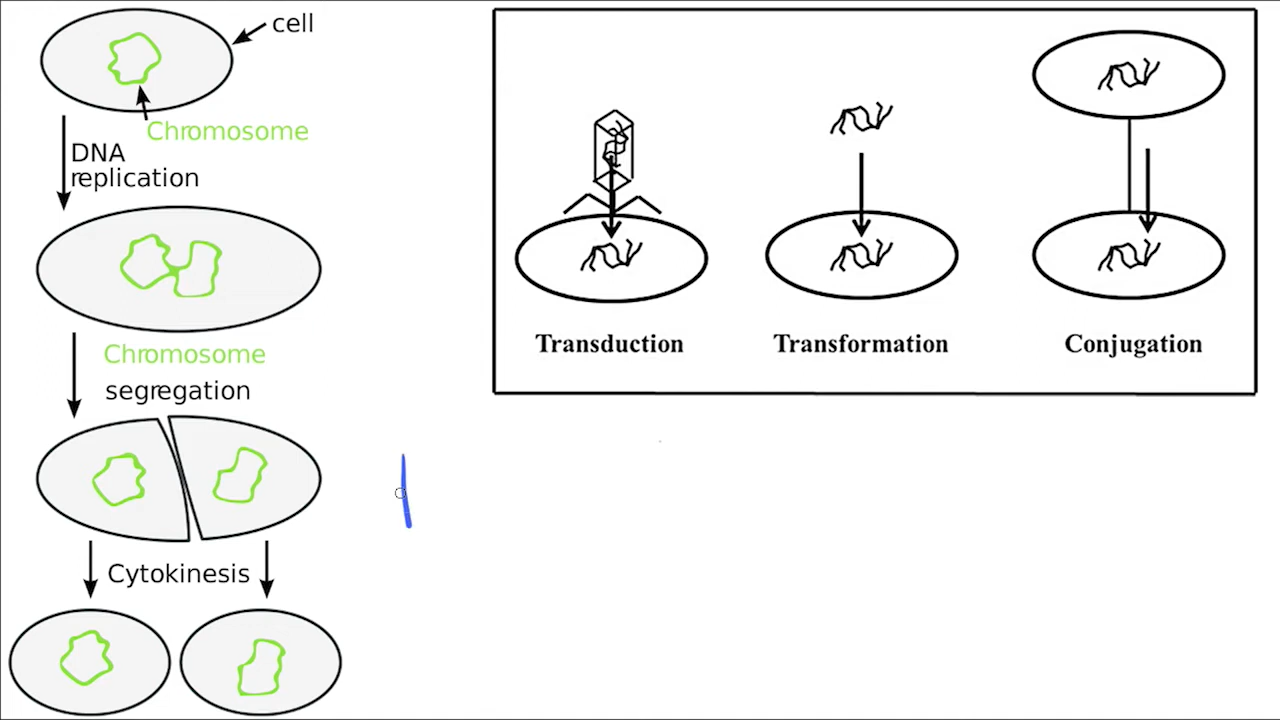 cell
Chromosome
DNA
replication
Chromosome
segregation
Cytokinesis
Transduction
Transformation
Conjugation